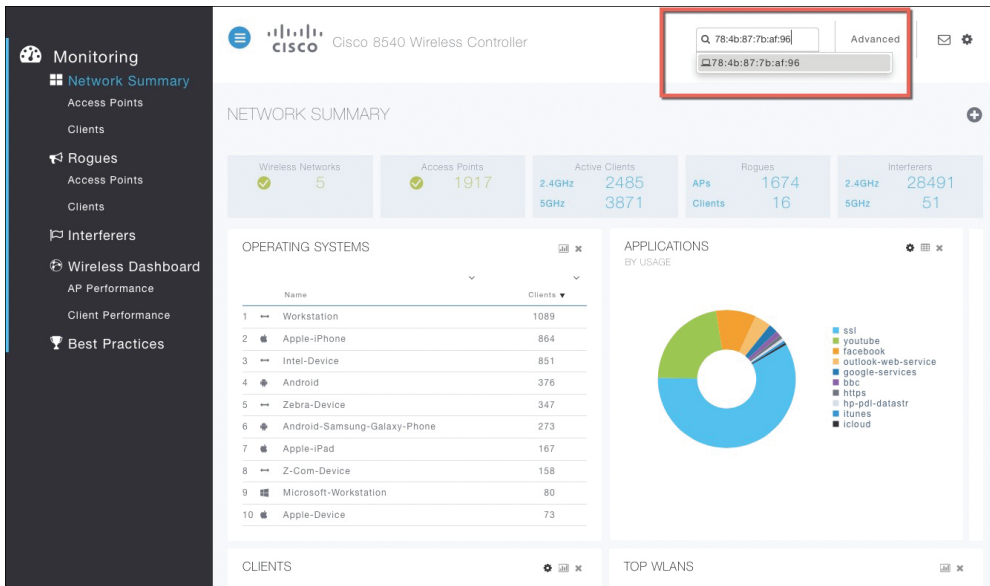 Monitoring
Network Summary
Access Points
Clients
Rogues
Access Points
Clients
Interferers
Wireless Dashboard
AP Performance
Client Performance
Best Practices
CISCO
Cisco 8540 Wireless Controller
78:4b:87:7b:af:96
78:4b:87:7b:af:96
Advanced
NETWORK SUMMARY
Wireless Networks
5
Access Points
1917
Active Clients
2.4GHz 2485
5GHz 3871
Rogues
APs 1674
Clients 16
Interferers
2.4GHz 28491
5GHz 51
OPERATING SYSTEMS
Name Clients
1 Workstation 1089
2 Apple-iPhone 864
3 Intel-Device 851
4 Android 376
5 Zebra-Device 347
6 Android-Samsung-Galaxy-Phone 273
7 Apple-iPad 167
8 Z-Com-Device 158
9 Microsoft-Workstation 80
10 Apple-Device 73
APPLICATIONS
BY USAGE
ssl
youtube
facebook
outlook-web-service
google-services
bbc
https
hp-pdl-datastr
itunes
icloud
CLIENTS
TOP WLANS